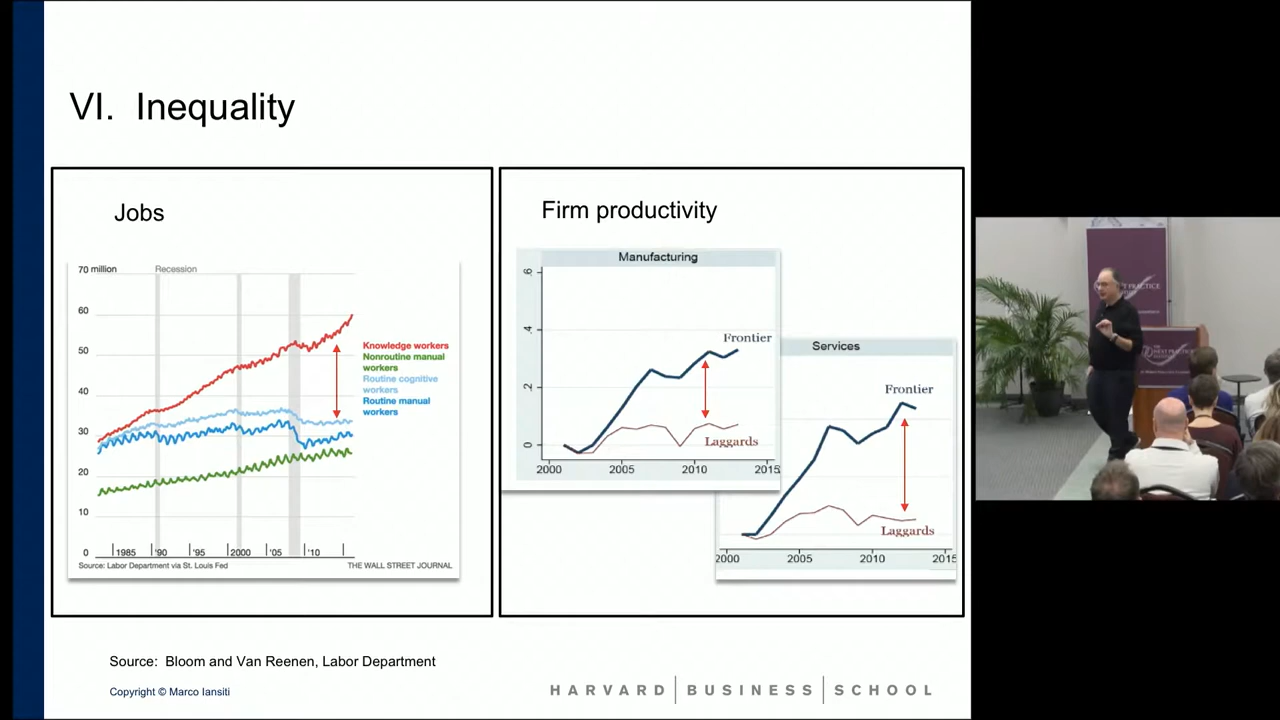 VI. Inequality
Jobs
70 million
Recession
60
50
40
30
20
10
0
1985
'90
'95
2000
'05
'10
Knowledge workers
Nonroutine manual
workers
Routine cognitive
workers
Routine manual
workers
Source: Labor Department via St. Louis Fed
THE WALL STREET JOURNAL
Firm productivity
Manufacturing
.6
.4
.2
0
Frontier
Laggards
2000
2005
2010
2015
Services
Frontier
Laggards
2000
2005
2010
2015
Source: Bloom and Van Reenen, Labor Department
Copyright © Marco Iansiti
HARVARD BUSINESS SCHOOL
PRACTICE
THE